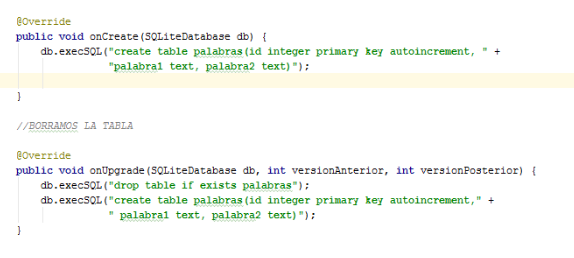 @Override
public void onCreate(SQLiteDatabase db) {
db.execSQL("create table palabras(id integer primary key autoincrement, " +
"palabra1 text, palabra2 text)");
}
//BORRAMOS LA TABLA
@Override
public void onUpgrade(SQLiteDatabase db, int versionAnterior, int versionPosterior) {
db.execSQL("drop table if exists palabras");
db.execSQL("create table palabras(id integer primary key autoincrement," +
" palabra1 text, palabra2 text)");
}